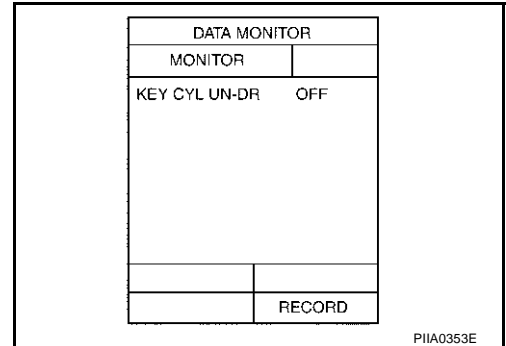 DATA MONITOR
MONITOR
KEY CYL UN-DR OFF
RECORD
PIIA0353E